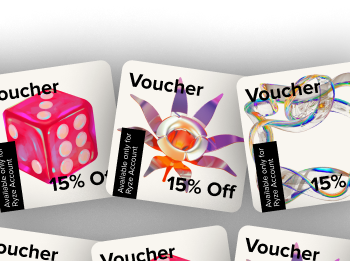 Voucher
Available only for
Ryze Account
15% Of
Voucher
Available only for
Ryze Account
15% Off
Voucher
Available only for
Ryze Account
15%
Voucher
Voucher
Voucher